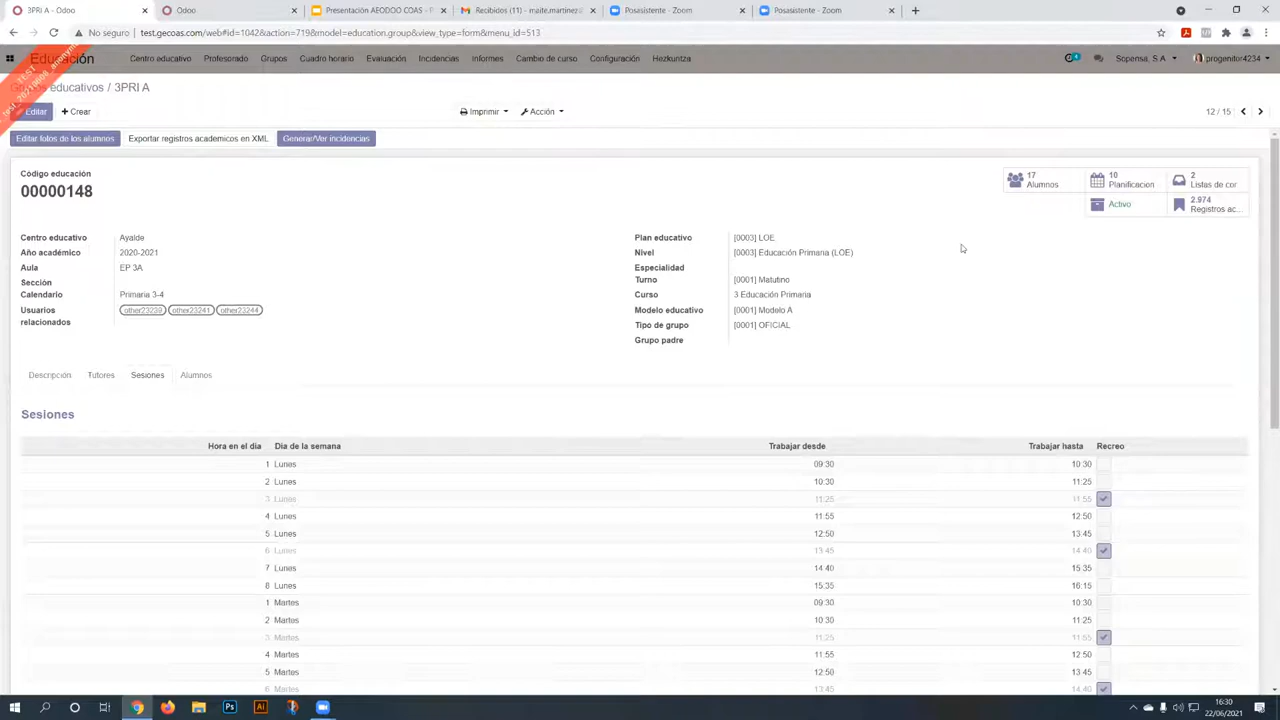 3PRI A - Odoo
Odoo
Presentación AEODOO COAS - P
Recibidos (11) - maite.martinez
Posasistente - Zoom
Posasistente - Zoom
No seguro
test.gecoas.com/web#id=1042&action=719&model=education.group&view_type=form&menu_id=513
Educación
Centro educativo
Profesorado
Grupos
Cuadro horario
Evaluación
Incidencias
Informes
Cambio de curso
Configuración
Hezkuntza
Sopensa, S.A
progenitor4234
TEST
educativos / 3PRI A
Editar
Crear
Imprimir
Acción
12 / 15
Editar fotos de los alumnos
Exportar registros academicos en XML
Generar/Ver incidencias
Código educación
00000148
17
Alumnos
10
Planificacion
2
Listas de cor
Activo
2.974
Registros ac...
Centro educativo Ayalde
Año académico 2020-2021
Aula EP 3A
Sección
Calendario Primaria 3-4
Usuarios relacionados other23239 other23241 other23244
Plan educativo [0003] LOE
Nivel [0003] Educación Primaria (LOE)
Especialidad
Turno [0001] Matutino
Curso 3 Educación Primaria
Modelo educativo [0001] Modelo A
Tipo de grupo [0001] OFICIAL
Grupo padre
Descripción
Tutores
Sesiones
Alumnos
Sesiones
Hora en el dia Dia de la semana Trabajar desde Trabajar hasta Recreo
1 Lunes 09:30 10:30
2 Lunes 10:30 11:25
3 Lunes 11:25 11:55
4 Lunes 11:55 12:50
5 Lunes 12:50 13:45
6 Lunes 13:45 14:40
7 Lunes 14:40 15:35
8 Lunes 15:35 16:15
1 Martes 09:30 10:30
2 Martes 10:30 11:25
3 Martes 11:25 11:55
4 Martes 11:55 12:50
5 Martes 12:50 13:45
6 Martes 13:45 14:40
16:30
22/06/2021